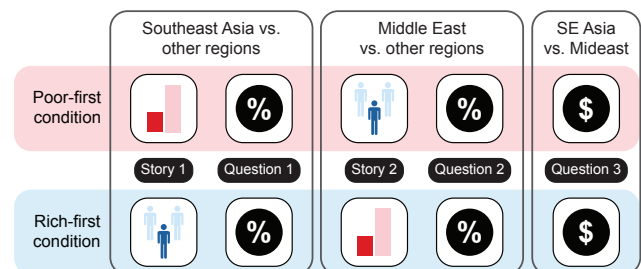 Southeast Asia vs.
other regions
Middle East
vs. other regions
SE Asia
vs. Mideast
Poor-first
condition
%
%
$
Story 1
Question 1
Story 2
Question 2
Question 3
Rich-first
condition
%
%
$